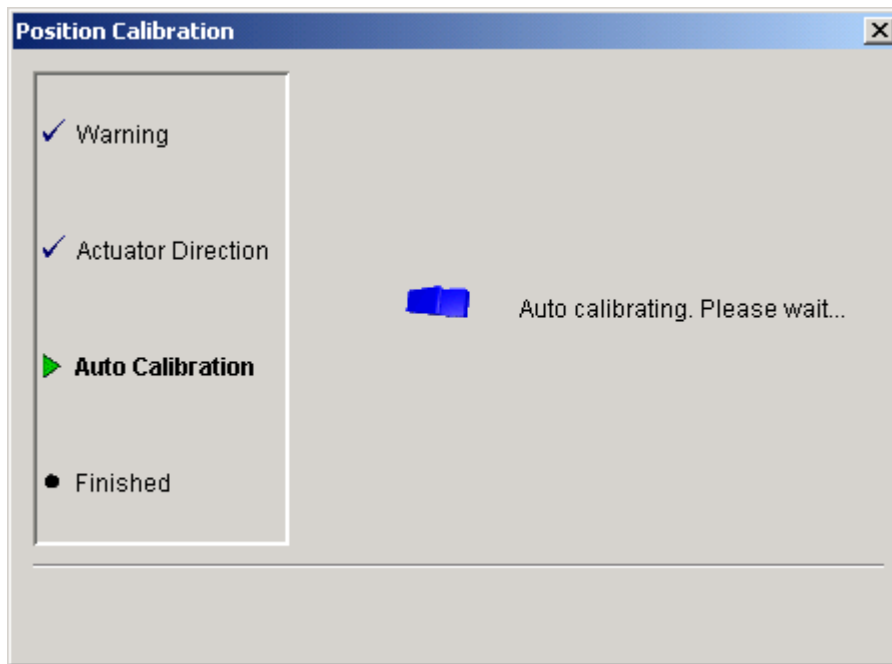 Position Calibration
Warning
Actuator Direction
Auto Calibration
Finished
Auto calibrating. Please wait...